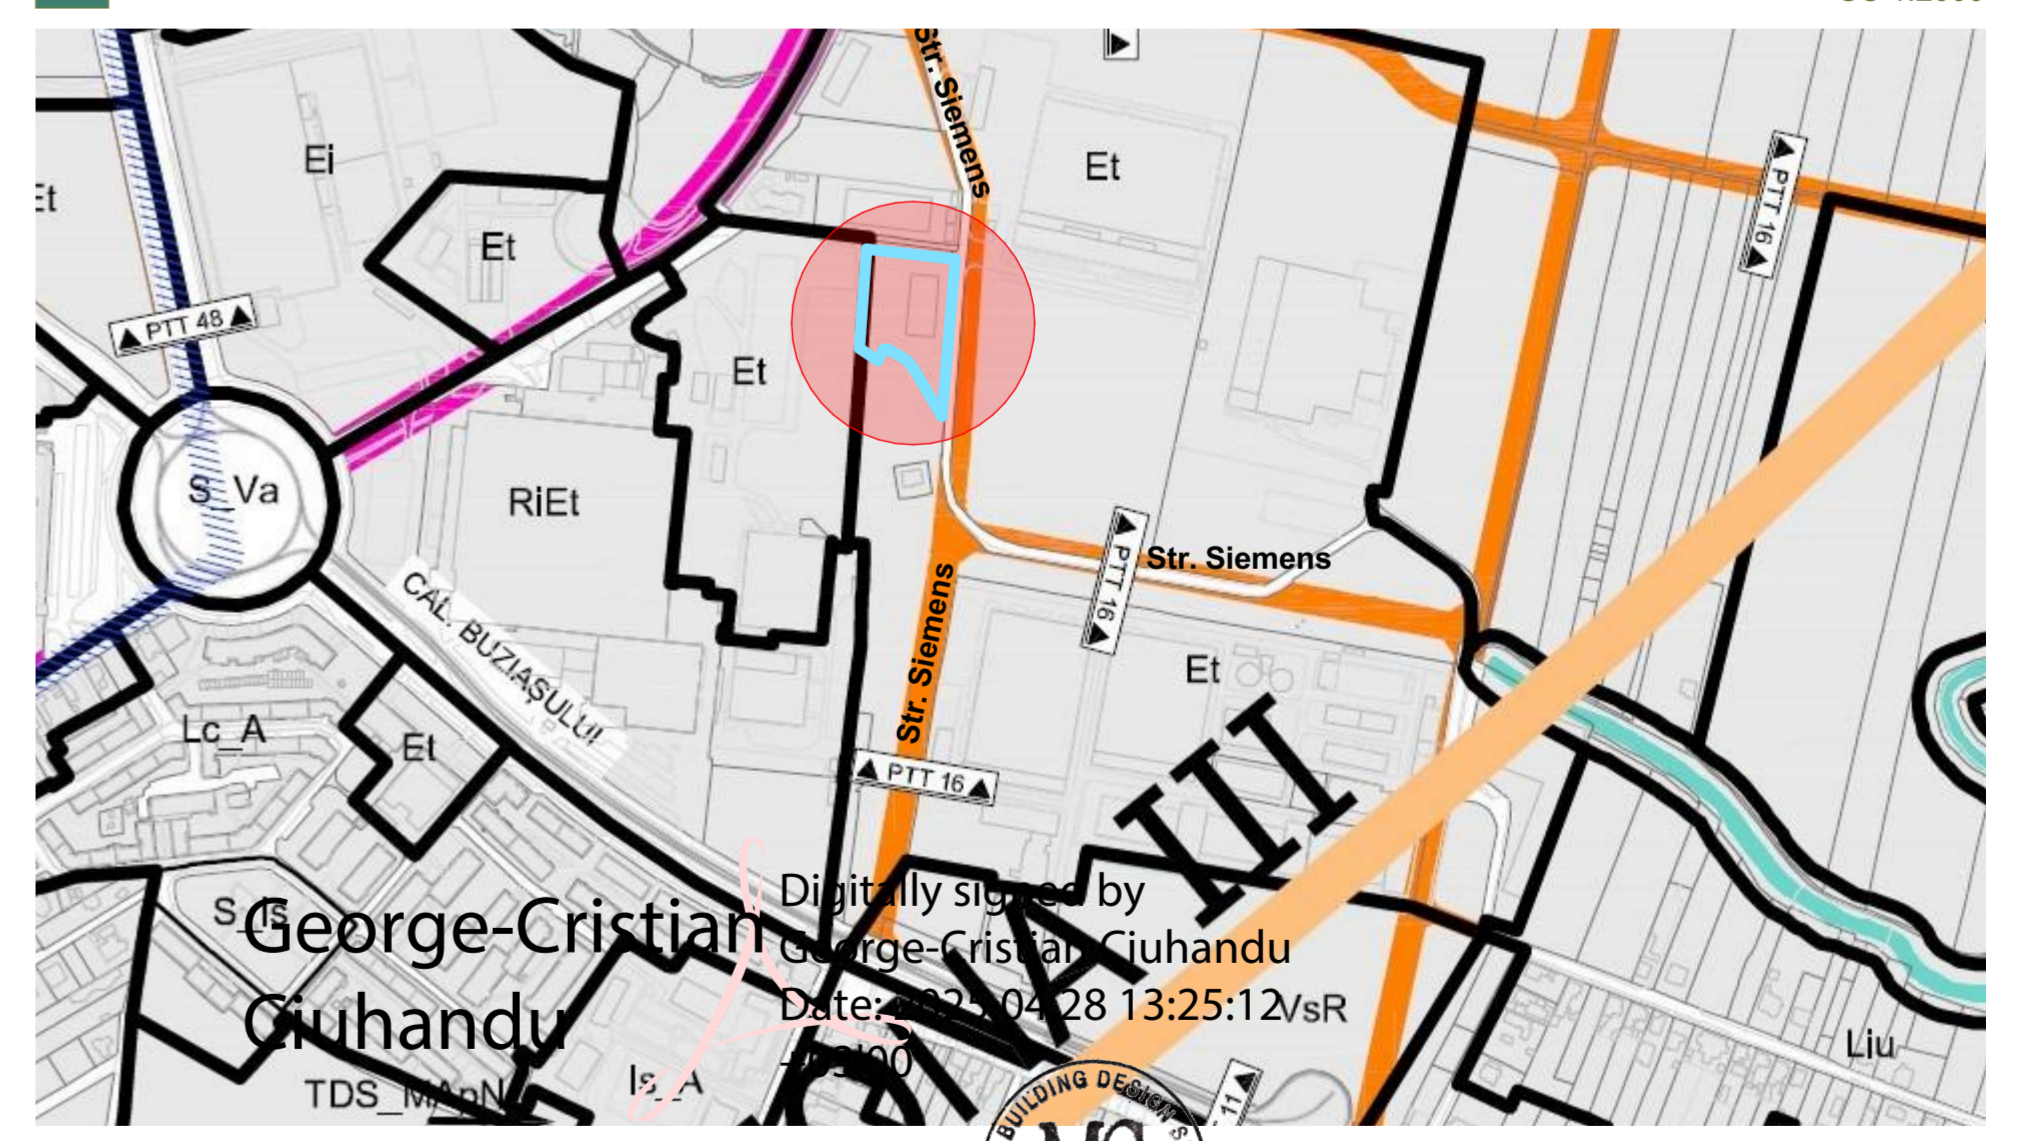 Str. Siemens
Et
Ei
Et
Et
PTT 16
PTT 48
Et
S_Va
RiEt
Str. Siemens
PTT 16
CAL. BUZIAȘULUI
Str. Siemens
Et
Lc_A
Et
PTT 16
XII
S_Is
George-Cristian
Ciuhandu
Digitally signed by
George-Cristian Ciuhandu
Date: 2025.04.28 13:25:12
+03'00'
VsR
Liu
TDS_MApN
Is_A
11
BUILDING DESIGN S